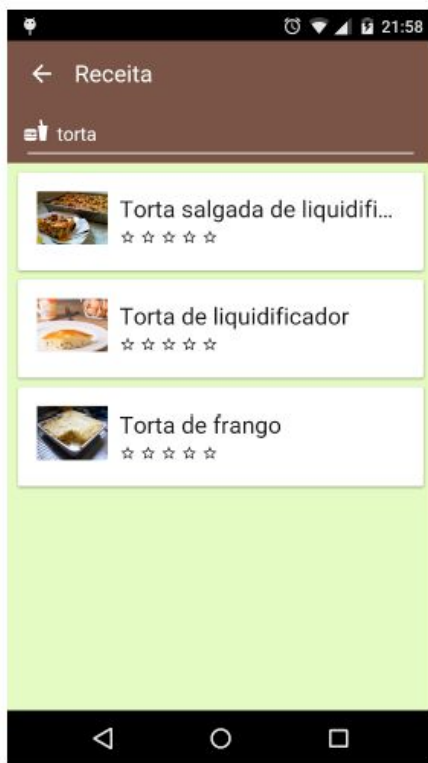 21:58
Receita
torta
Torta salgada de liquidifi...
Torta de liquidificador
Torta de frango